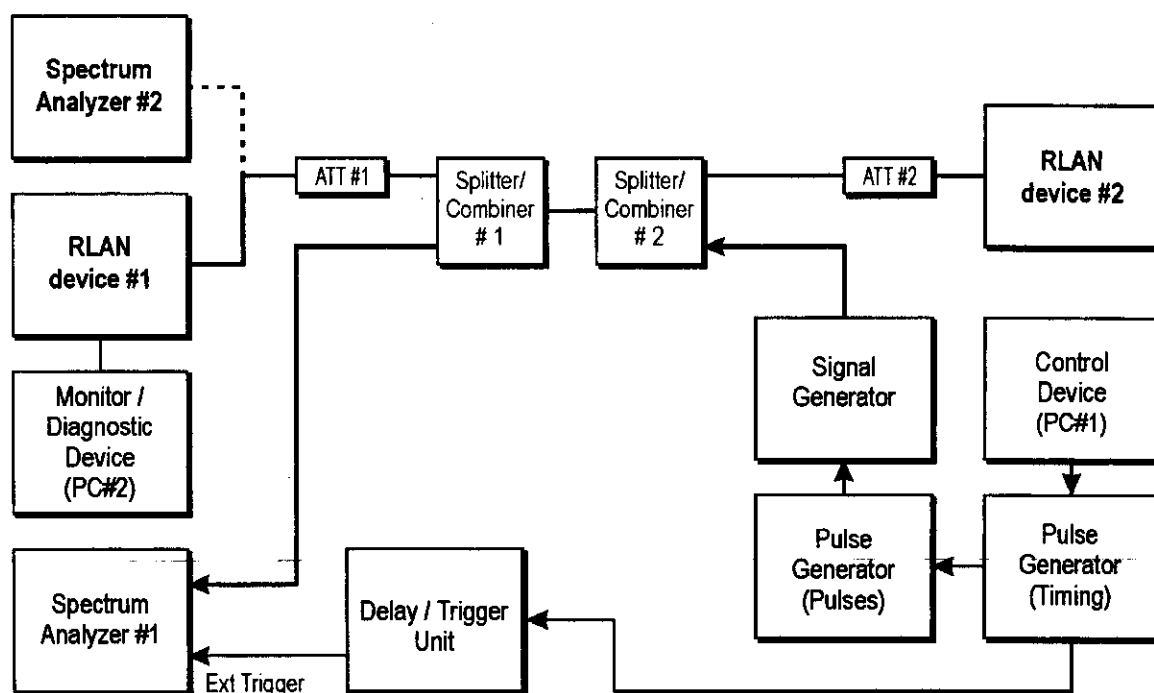 Spectrum
Analyzer #2
ATT #1
Splitter/
Combiner
# 1
Splitter/
Combiner
# 2
ATT #2
RLAN
device #2
RLAN
device #1
Monitor /
Diagnostic
Device
(PC#2)
Signal
Generator
Control
Device
(PC#1)
Spectrum
Analyzer #1
Delay / Trigger
Unit
Pulse
Generator
(Pulses)
Pulse
Generator
(Timing)
Ext Trigger